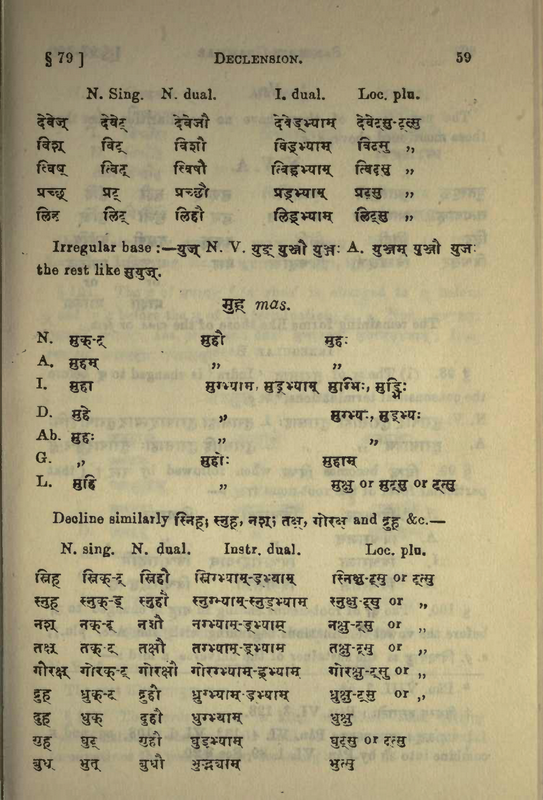 § 79 ] DECLENSION. 59
N. Sing. N. dual. I. dual. Loc. plu.
देवेज् देवेट् देवेजौ देवेड्भ्याम् देवेट्सु-ट्त्सु
विश् विट् विशौ विड्भ्याम् विट्सु ,,
त्विष् त्विट् त्विषौ त्विड्भ्याम् त्विट्सु ,,
प्रच्छ् प्रट् प्रच्छौ प्रड्भ्याम् प्रट्सु ,,
लिह् लिट् लिहौ लिड्भ्याम् लिट्सु ,,
Irregular base :—युज् N. V. युङ् युञ्जौ युञ्जः A. युञ्जम् युञ्जौ युजः
the rest like सुयुज्.
मुह् mas.
N. मुक्-ट् मुहौ मुहः
A. मुहम् ,, ,,
I. मुहा मुग्भ्याम्, मुड्भ्याम् मुग्भिः, मुड्भिः
D. मुहे ,, मुग्भ्यः, मुड्भ्यः
Ab. मुहः ,, ,,
G. ,, मुहोः मुहाम्
L. मुहि ,, मुक्षु or मुट्सु or ट्त्सु
Decline similarly स्निह्; स्नुह्, नश्; तक्ष्, गोरक्ष् and द्रुह् &c.—
N. sing. N. dual. Instr. dual. Loc. plu.
स्निह् स्निक्-ट् स्निहौ स्निग्भ्याम्-ड्भ्याम् स्निक्षु-ट्सु or ट्त्सु
स्नुह् स्नुक्-ड् स्नुहौ स्नुग्भ्याम्-स्नुड्भ्याम् स्नुक्षु-ट्सु or ,,
नश् नक्-ट् नशौ नग्भ्याम्-ड्भ्याम् नक्षु-ट्सु or ,,
तक्ष् तक्-ट् तक्षौ तग्भ्याम्-ड्भ्याम तक्षु-ट्सु or ,,
गोरक्ष् गोरक्-ट् गोरक्षौ गोरग्भ्याम्-ड्भ्याम् गोरक्षु-ट्सु or ,,
द्रुह् ध्रुक्-ट् द्रुहौ ध्रुग्भ्याम्-ड्भ्याम् ध्रुक्षु-ट्सु or ,,
दुह् धुक् दुहौ धुग्भ्याम् धुक्षु
गुह् घुट् गुहौ घुड्भ्याम् घुट्सु or ट्त्सु
बुध् भुत् बुधौ भुद्भ्याम् भुत्सु